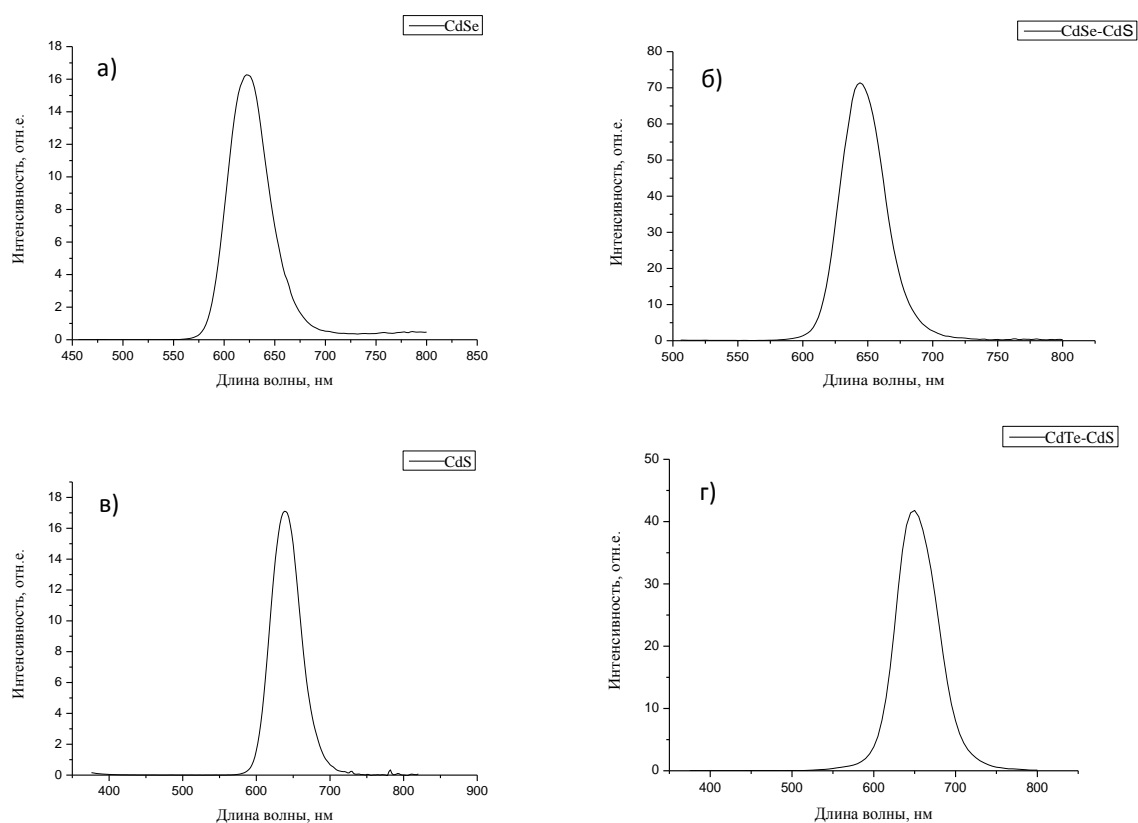 CdSe
а)
18
16
14
12
10
8
6
4
2
0
450 500 550 600 650 700 750 800 850
Интенсивность, отн.е.
Длина волны, нм
CdSe-CdS
б)
80
70
60
50
40
30
20
10
0
500 550 600 650 700 750 800
Интенсивность, отн.е.
Длина волны, нм
CdS
в)
18
16
14
12
10
8
6
4
2
0
400 500 600 700 800 900
Интенсивность, отн.е.
Длина волны, нм
CdTe-CdS
г)
50
40
30
20
10
0
400 500 600 700 800
Интенсивность, отн.е.
Длина волны, нм